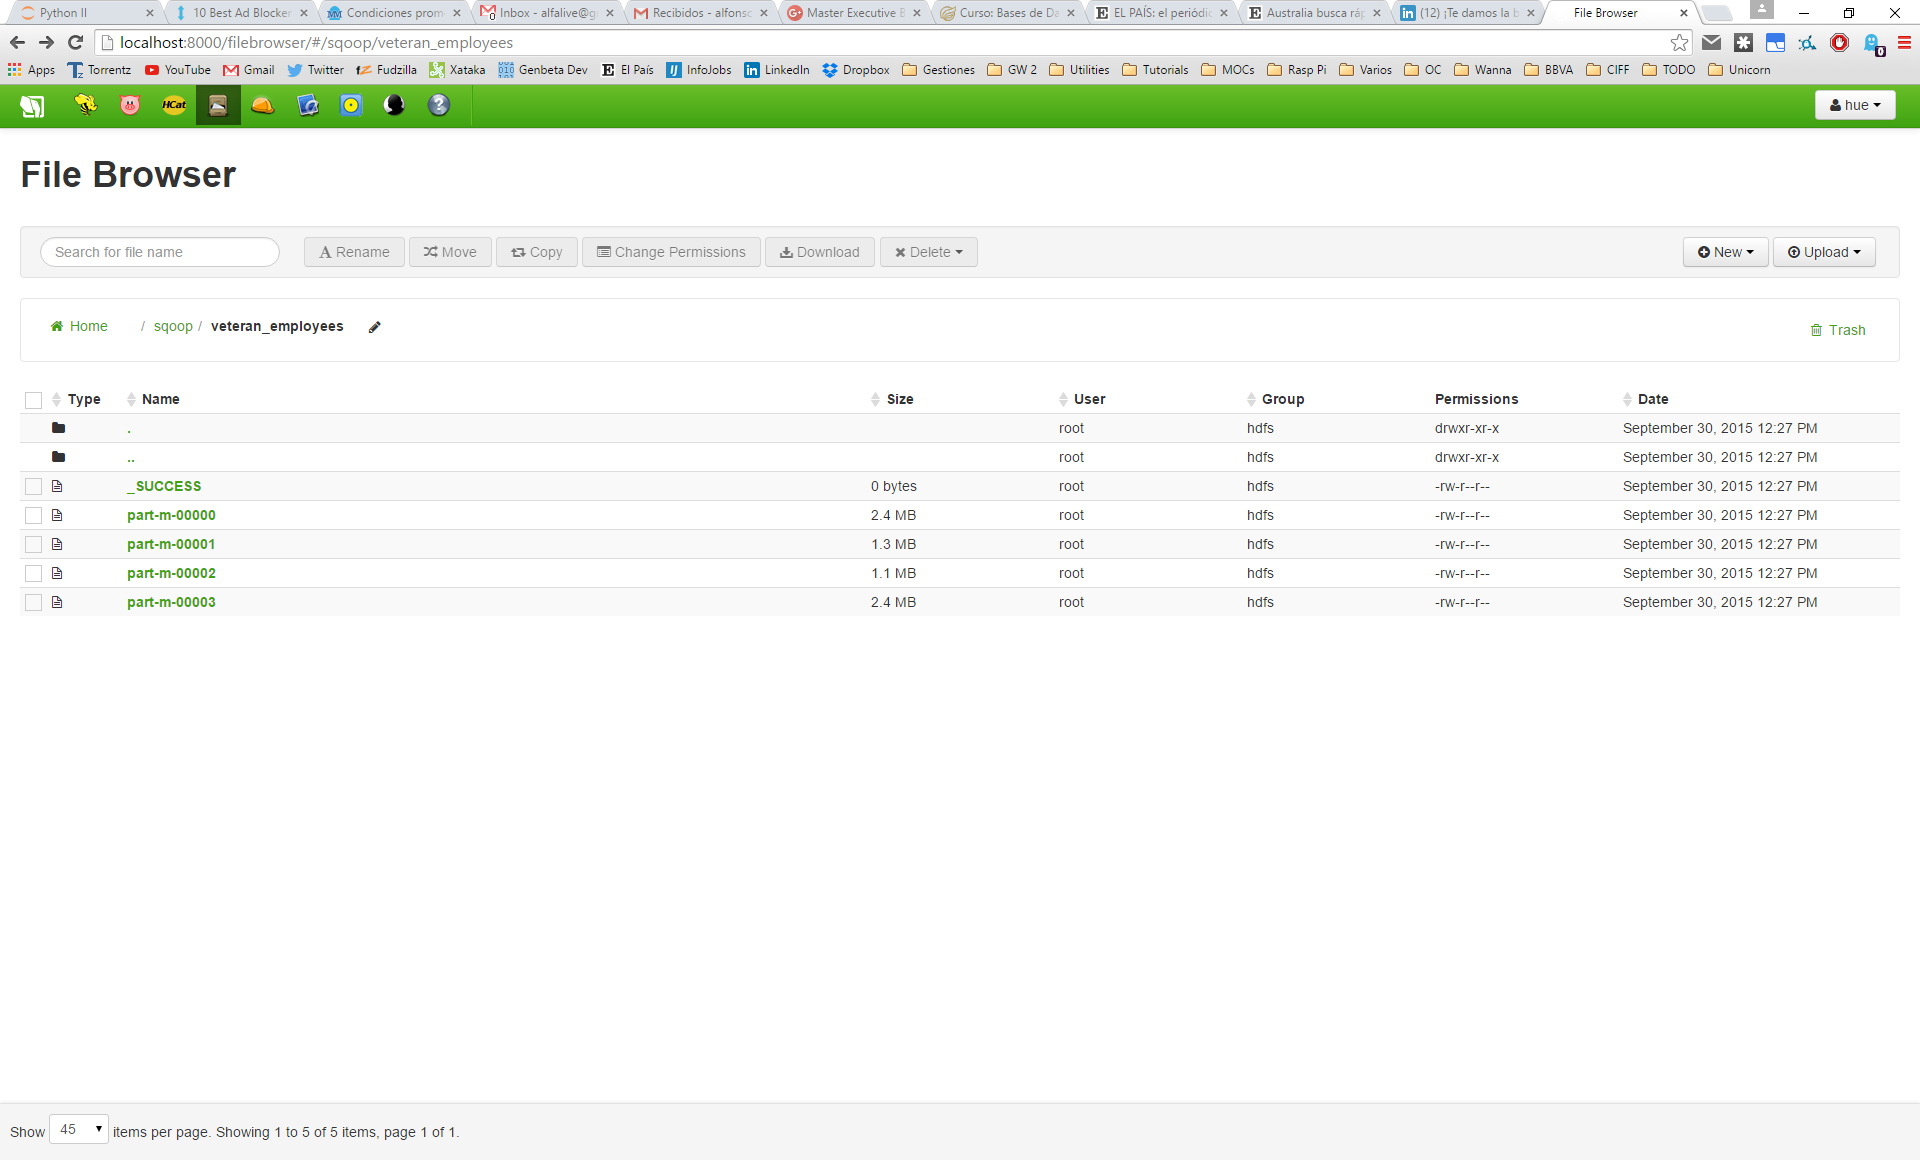 Python II
10 Best Ad Blocker
Condiciones prom
Inbox - alfalive@g
Recibidos - alfonsc
Master Executive B
Curso: Bases de Da
EL PAÍS: el periódic
Australia busca ráp
(12) ¡Te damos la b
File Browser
localhost:8000/filebrowser/#/sqoop/veteran_employees
0
Apps Torrentz YouTube Gmail Twitter Fudzilla Xataka Genbeta Dev El País InfoJobs LinkedIn Dropbox Gestiones GW 2 Utilities Tutorials MOCs Rasp Pi Varios OC Wanna BBVA CIFF TODO Unicorn
HCat
hue
File Browser
Search for file name Rename Move Copy Change Permissions Download Delete New Upload
Home / sqoop / veteran_employees
Trash
Type Name Size User Group Permissions Date
. root hdfs drwxr-xr-x September 30, 2015 12:27 PM
.. root hdfs drwxr-xr-x September 30, 2015 12:27 PM
_SUCCESS 0 bytes root hdfs -rw-r--r-- September 30, 2015 12:27 PM
part-m-00000 2.4 MB root hdfs -rw-r--r-- September 30, 2015 12:27 PM
part-m-00001 1.3 MB root hdfs -rw-r--r-- September 30, 2015 12:27 PM
part-m-00002 1.1 MB root hdfs -rw-r--r-- September 30, 2015 12:27 PM
part-m-00003 2.4 MB root hdfs -rw-r--r-- September 30, 2015 12:27 PM
Show 45 items per page. Showing 1 to 5 of 5 items, page 1 of 1.